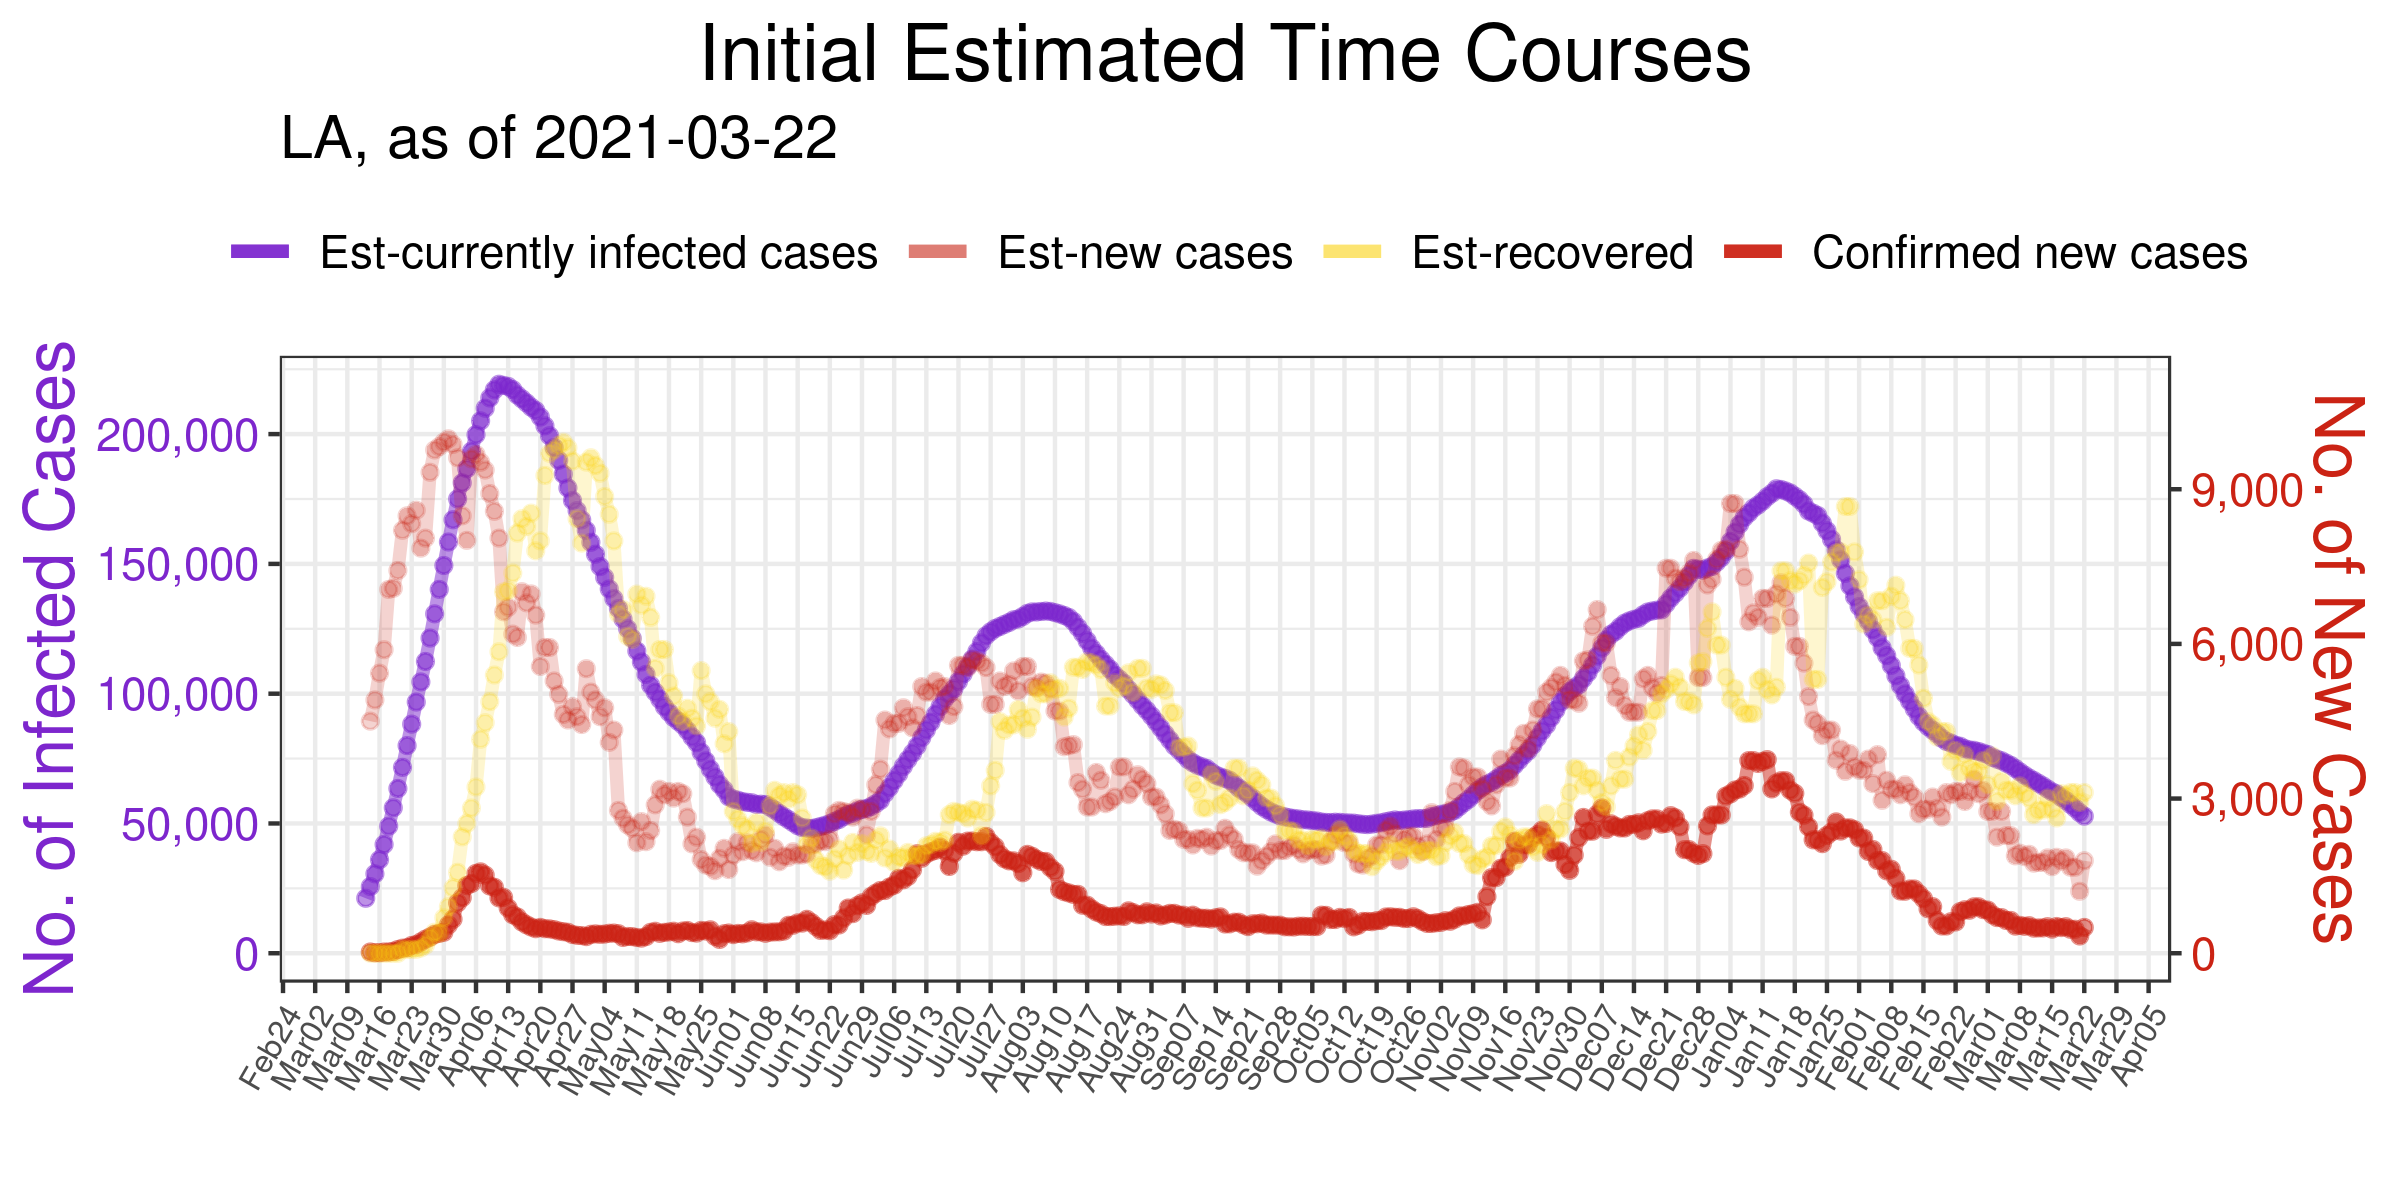 Initial Estimated Time Courses
LA, as of 2021-03-22
Est-currently infected cases Est-new cases Est-recovered Confirmed new cases
No. of Infected Cases
200,000
150,000
100,000
50,000
0
9,000
6,000
3,000
0
No. of New Cases
Feb24 Mar02 Mar09 Mar16 Mar23 Mar30 Apr06 Apr13 Apr20 Apr27 May04 May11 May18 May25 Jun01 Jun08 Jun15 Jun22 Jun29 Jul06 Jul13 Jul20 Jul27 Aug03 Aug10 Aug17 Aug24 Aug31 Sep07 Sep14 Sep21 Sep28 Oct05 Oct12 Oct19 Oct26 Nov02 Nov09 Nov16 Nov23 Nov30 Dec07 Dec14 Dec21 Dec28 Jan04 Jan11 Jan18 Jan25 Feb01 Feb08 Feb15 Feb22 Mar01 Mar08 Mar15 Mar22 Mar29 Apr05